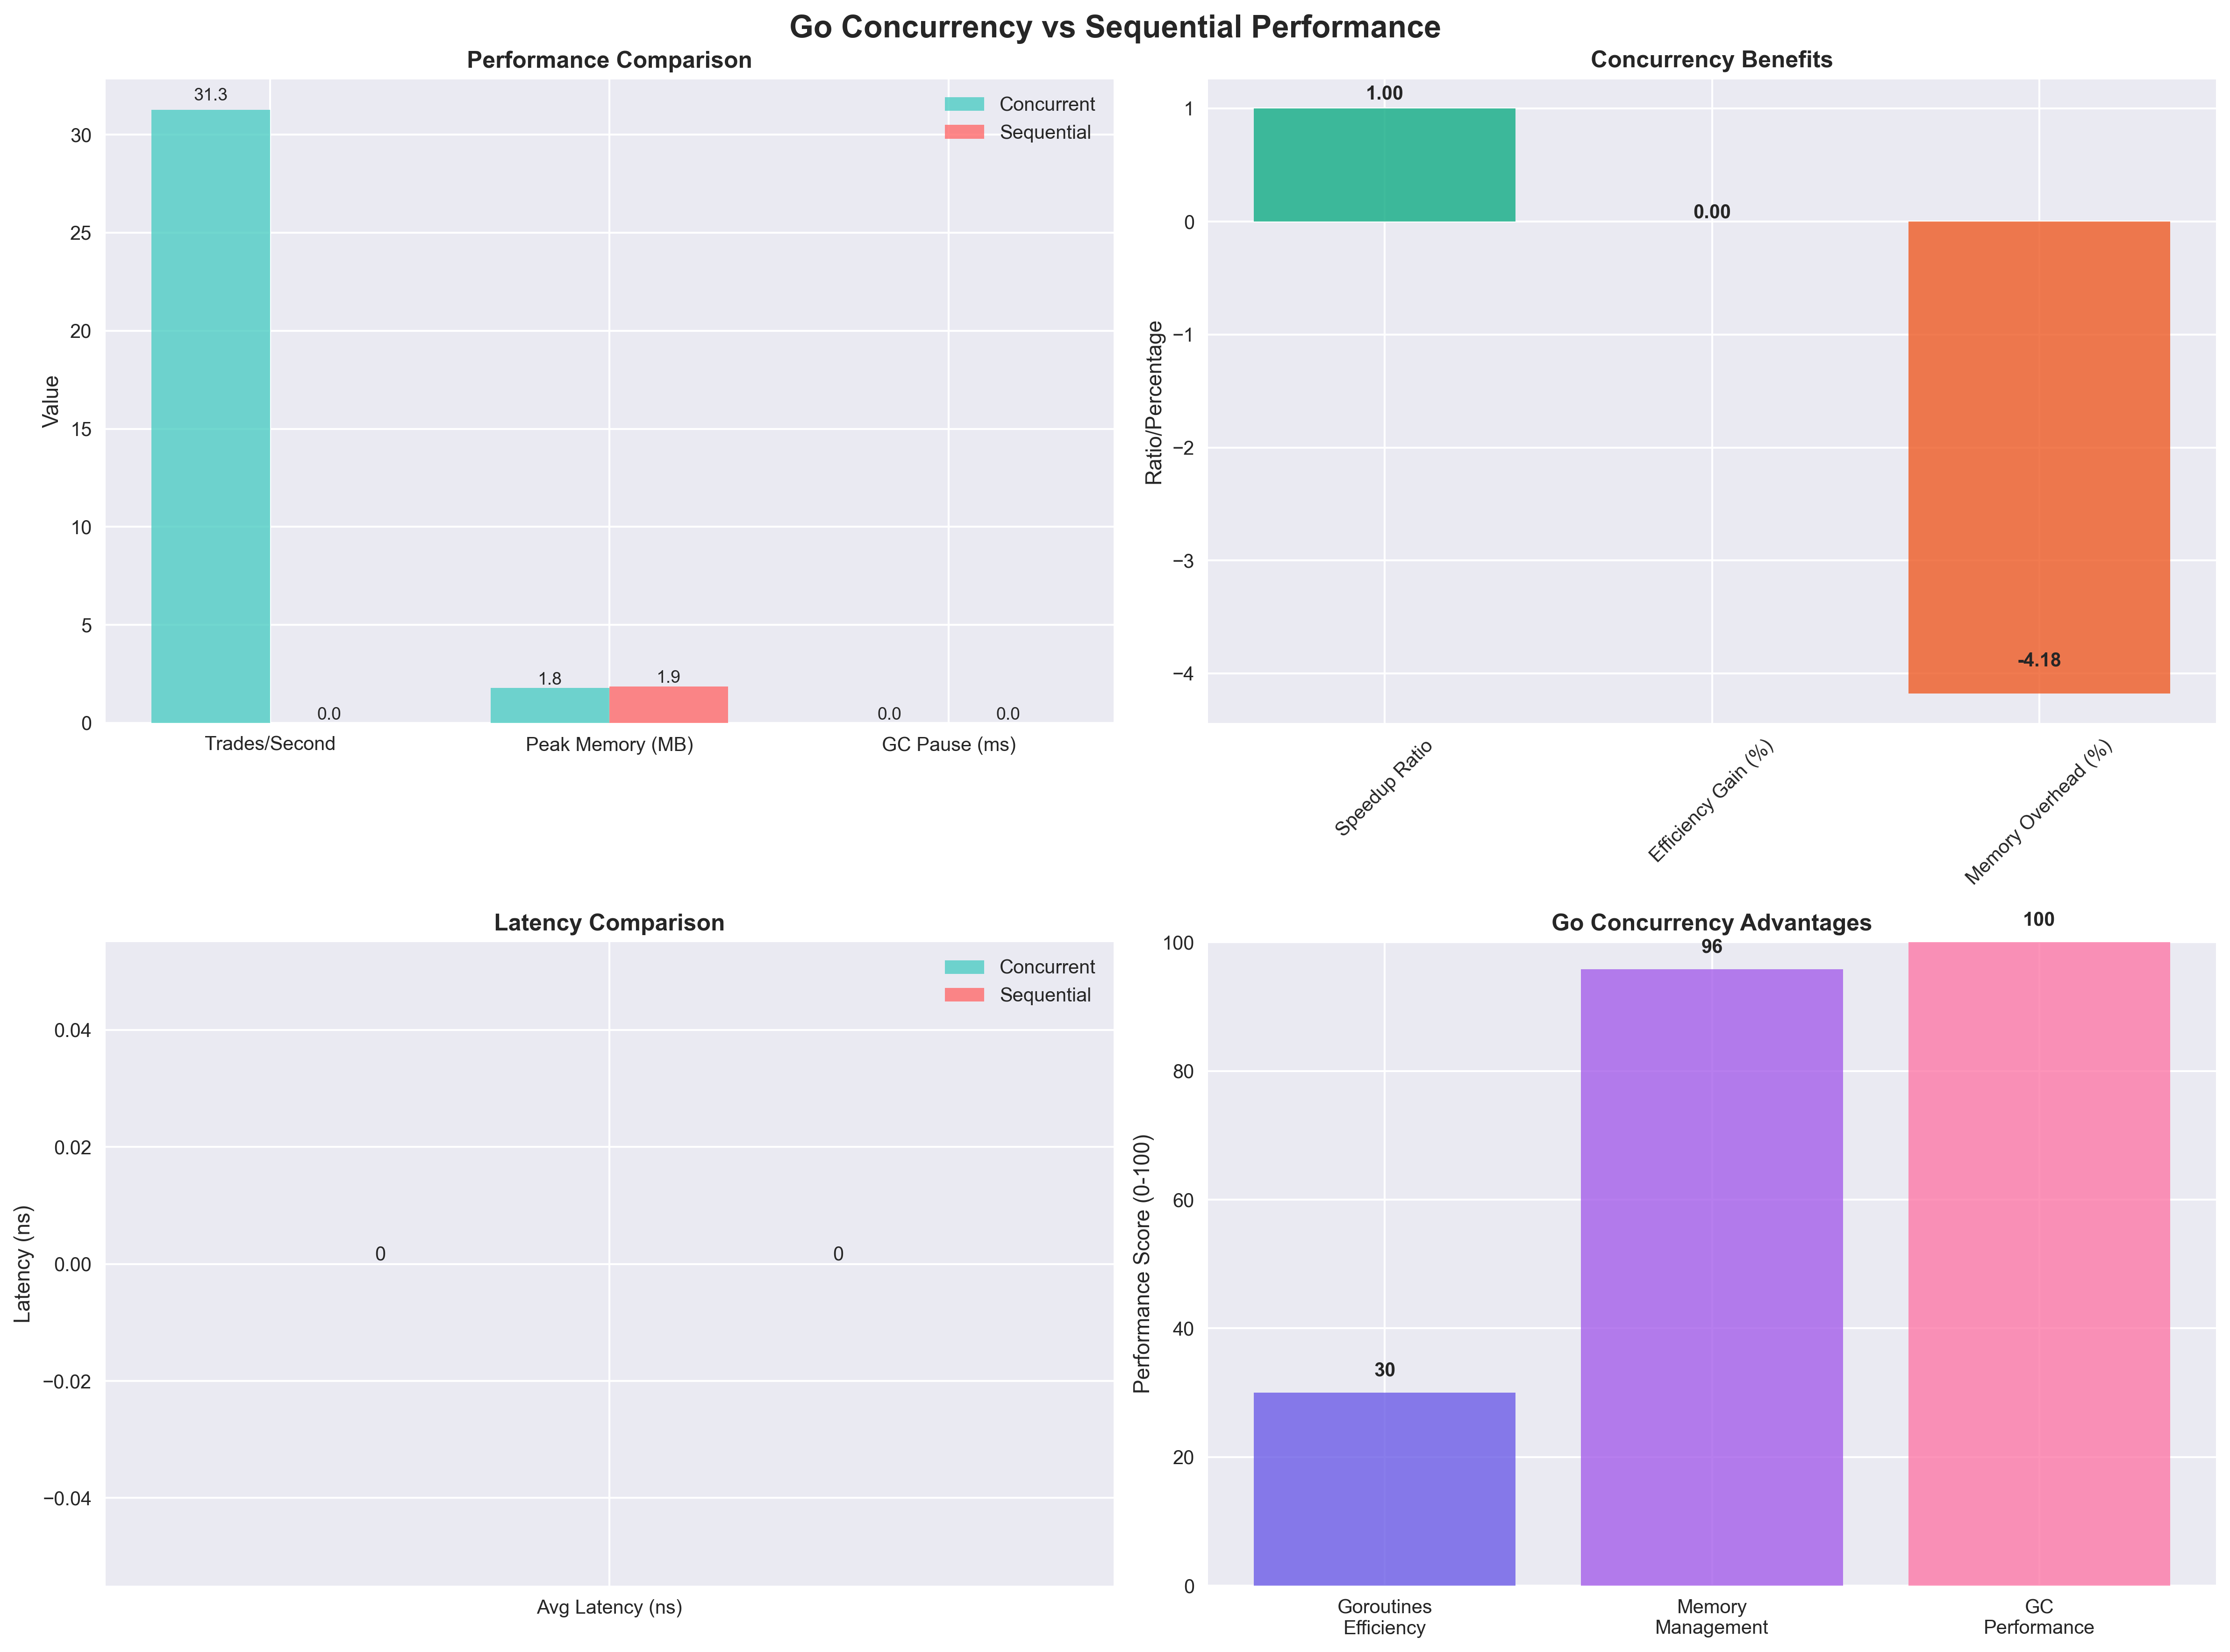 Go Concurrency vs Sequential Performance
Performance Comparison
Value
30
25
20
15
10
5
0
31.3
0.0
1.8
1.9
0.0
0.0
Concurrent
Sequential
Trades/Second
Peak Memory (MB)
GC Pause (ms)
Concurrency Benefits
Ratio/Percentage
1
0
−1
−2
−3
−4
1.00
0.00
-4.18
Speedup Ratio
Efficiency Gain (%)
Memory Overhead (%)
Latency Comparison
Latency (ns)
0.04
0.02
0.00
−0.02
−0.04
0
0
Concurrent
Sequential
Avg Latency (ns)
Go Concurrency Advantages
Performance Score (0-100)
100
80
60
40
20
0
30
96
100
Goroutines
Efficiency
Memory
Management
GC
Performance